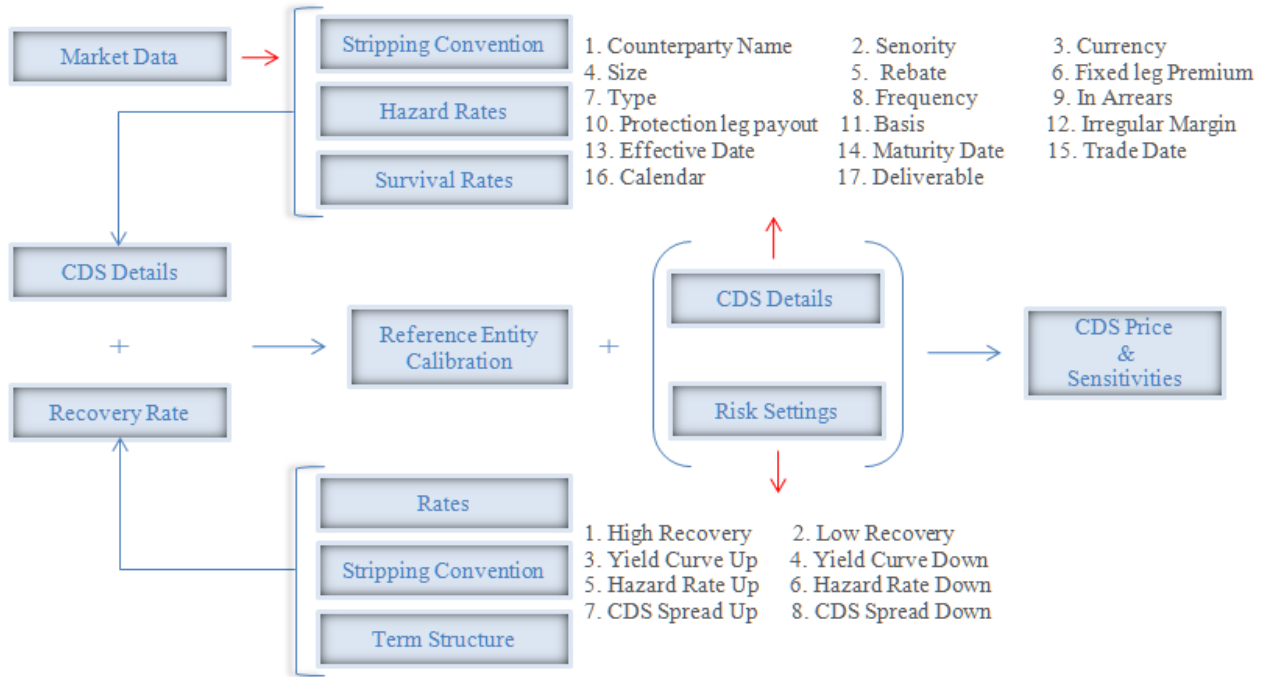 Market Data
Stripping Convention
Hazard Rates
Survival Rates
1. Counterparty Name 2. Senority 3. Currency
4. Size 5. Rebate 6. Fixed leg Premium
7. Type 8. Frequency 9. In Arrears
10. Protection leg payout 11. Basis 12. Irregular Margin
13. Effective Date 14. Maturity Date 15. Trade Date
16. Calendar 17. Deliverable
CDS Details
+
Recovery Rate
Reference Entity
Calibration
+
CDS Details
Risk Settings
CDS Price
&
Sensitivities
Rates
Stripping Convention
Term Structure
1. High Recovery 2. Low Recovery
3. Yield Curve Up 4. Yield Curve Down
5. Hazard Rate Up 6. Hazard Rate Down
7. CDS Spread Up 8. CDS Spread Down